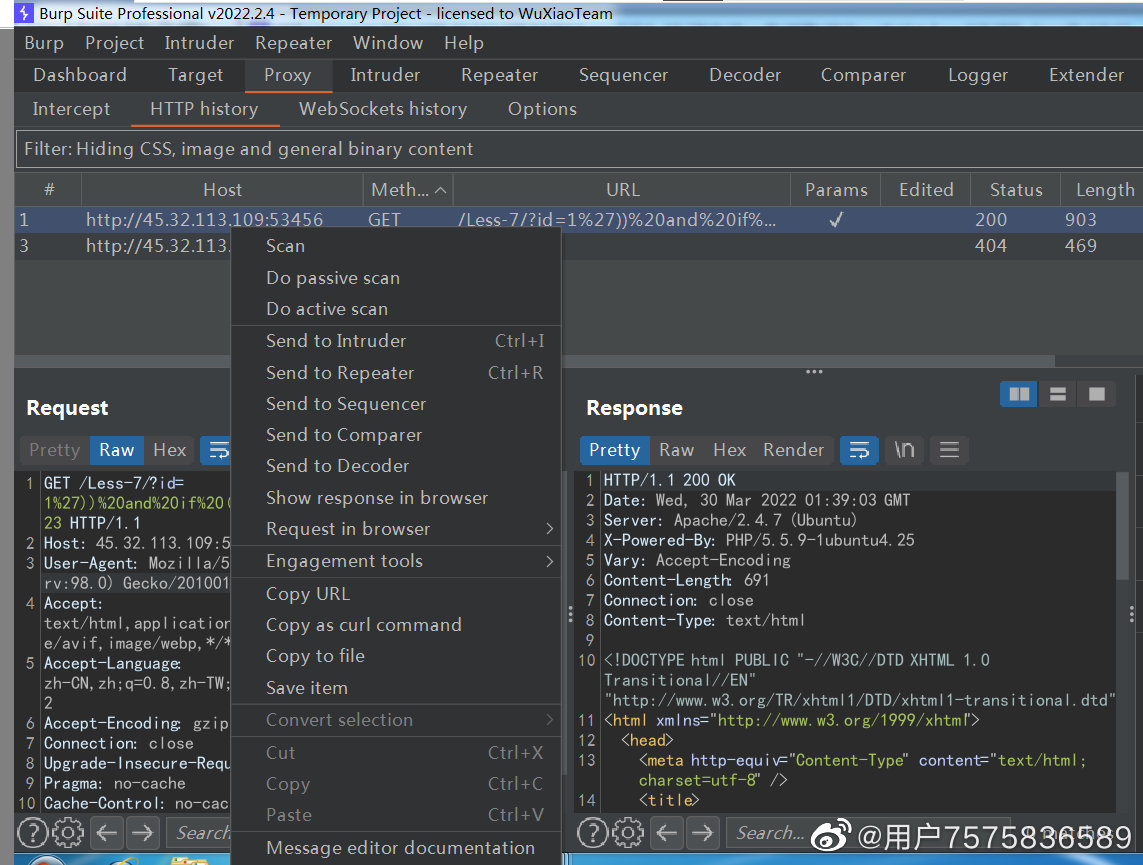 Burp Suite Professional v2022.2.4 - Temporary Project - licensed to WuXiaoTeam
Burp Project Intruder Repeater Window Help
Dashboard Target Proxy Intruder Repeater Sequencer Decoder Comparer Logger Extender
Intercept HTTP history WebSockets history Options
Filter: Hiding CSS, image and general binary content
# Host Meth... URL Params Edited Status Length
1 http://45.32.113.109:53456 GET /Less-7/?id=1%27))%20and%20if%... ✓ 200 903
3 http://45.32.113. 404 469
Scan
Do passive scan
Do active scan
Send to Intruder Ctrl+I
Send to Repeater Ctrl+R
Send to Sequencer
Send to Comparer
Send to Decoder
Show response in browser
Request in browser >
Engagement tools >
Copy URL
Copy as curl command
Copy to file
Save item
Convert selection >
Cut Ctrl+X
Copy Ctrl+C
Paste Ctrl+V
Message editor documentation
Request
Pretty Raw Hex
1 GET /Less-7/?id=
1%27))%20and%20if%20(
23 HTTP/1.1
2 Host: 45.32.113.109:5
3 User-Agent: Mozilla/5
rv:98.0) Gecko/201001
4 Accept:
text/html,application
e/avif,image/webp,*/*
5 Accept-Language:
zh-CN,zh;q=0.8,zh-TW;
2
6 Accept-Encoding: gzip
7 Connection: close
8 Upgrade-Insecure-Requ
9 Pragma: no-cache
10 Cache-Control: no-cac
Search
Response
Pretty Raw Hex Render \n
1 HTTP/1.1 200 OK
2 Date: Wed, 30 Mar 2022 01:39:03 GMT
3 Server: Apache/2.4.7 (Ubuntu)
4 X-Powered-By: PHP/5.5.9-1ubuntu4.25
5 Vary: Accept-Encoding
6 Content-Length: 691
7 Connection: close
8 Content-Type: text/html
9
10 <!DOCTYPE html PUBLIC "-//W3C//DTD XHTML 1.0
Transitional//EN"
"http://www.w3.org/TR/xhtml1/DTD/xhtml1-transitional.dtd"
11 <html xmlns="http://www.w3.org/1999/xhtml">
12 <head>
13 <meta http-equiv="Content-Type" content="text/html;
charset=utf-8" />
14 <title>
Search...
@用户7575836589